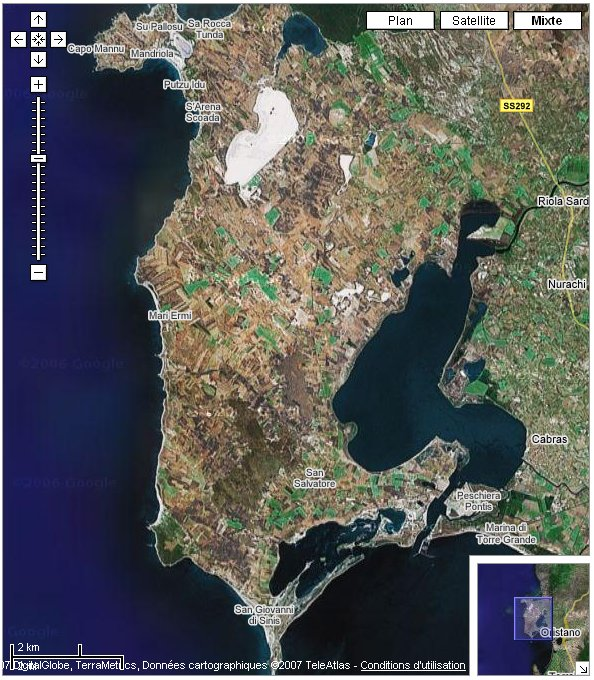 Plan
Satellite
Mixte
Su Pallosu
Sa Rocca
Tunda
Capo Mannu
Mandriola
Putzu Idu
S'Arena
Scoada
SS292
Riola Sard
Nurachi
Mari Ermi
©2006 Google
Cabras
San
Salvatore
©2006 Google
Peschiera
Pontis
Marina di
Torre Grande
San Giovanni
di Sinis
Oristano
Google
2 km
DigitalGlobe, TerraMetrics, Données cartographiques ©2007 TeleAtlas - Conditions d'utilisation